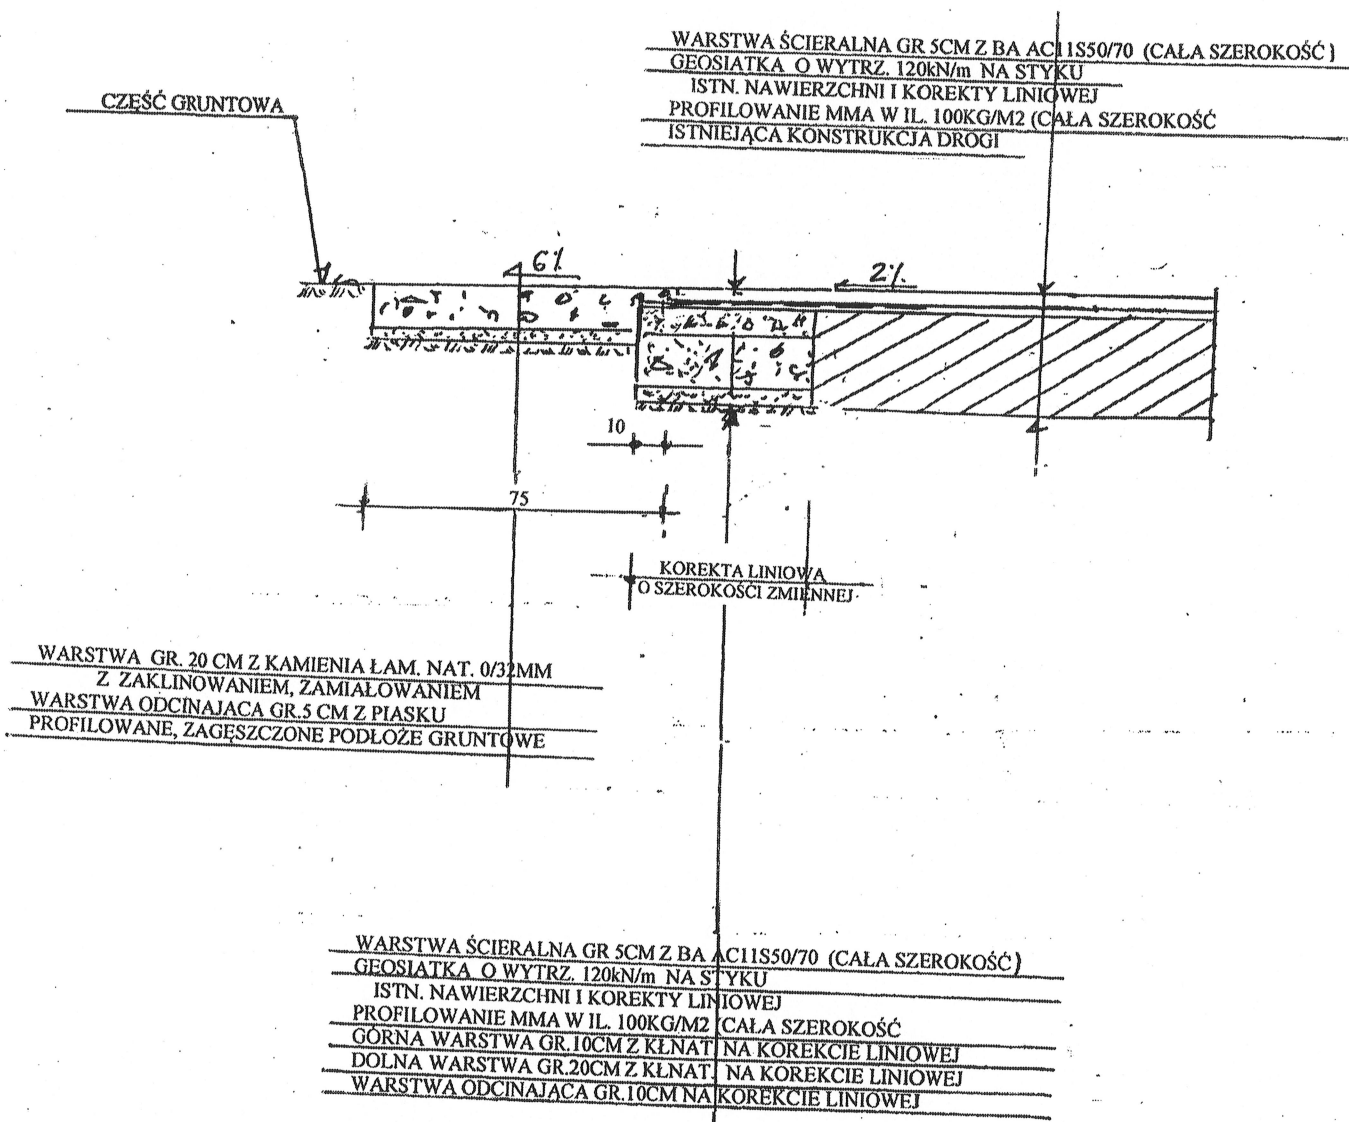 WARSTWA ŚCIERALNA GR 5CM Z BA AC11S50/70 (CAŁA SZEROKOŚĆ)
GEOSIATKA O WYTRZ. 120kN/m NA STYKU
ISTN. NAWIERZCHNI I KOREKTY LINIOWEJ
PROFILOWANIE MMA W IL. 100KG/M2 (CAŁA SZEROKOŚĆ
ISTNIEJĄCA KONSTRUKCJA DROGI
CZĘŚĆ GRUNTOWA
6%
2%
10
75
KOREKTA LINIOWA
O SZEROKOŚCI ZMIENNEJ
WARSTWA GR. 20 CM Z KAMIENIA ŁAM. NAT. 0/32MM
Z ZAKLINOWANIEM, ZAMIAŁOWANIEM
WARSTWA ODCINAJACA GR.5 CM Z PIASKU
PROFILOWANE, ZAGĘSZCZONE PODŁOŻE GRUNTOWE
WARSTWA ŚCIERALNA GR 5CM Z BA AC11S50/70 (CAŁA SZEROKOŚĆ)
GEOSIATKA O WYTRZ. 120kN/m NA STYKU
ISTN. NAWIERZCHNI I KOREKTY LINIOWEJ
PROFILOWANIE MMA W IL. 100KG/M2 (CAŁA SZEROKOŚĆ
GÓRNA WARSTWA GR.10CM Z KŁNAT. NA KOREKCIE LINIOWEJ
DOLNA WARSTWA GR.20CM Z KŁNAT. NA KOREKCIE LINIOWEJ
WARSTWA ODCINAJĄCA GR.10CM NA KOREKCIE LINIOWEJ